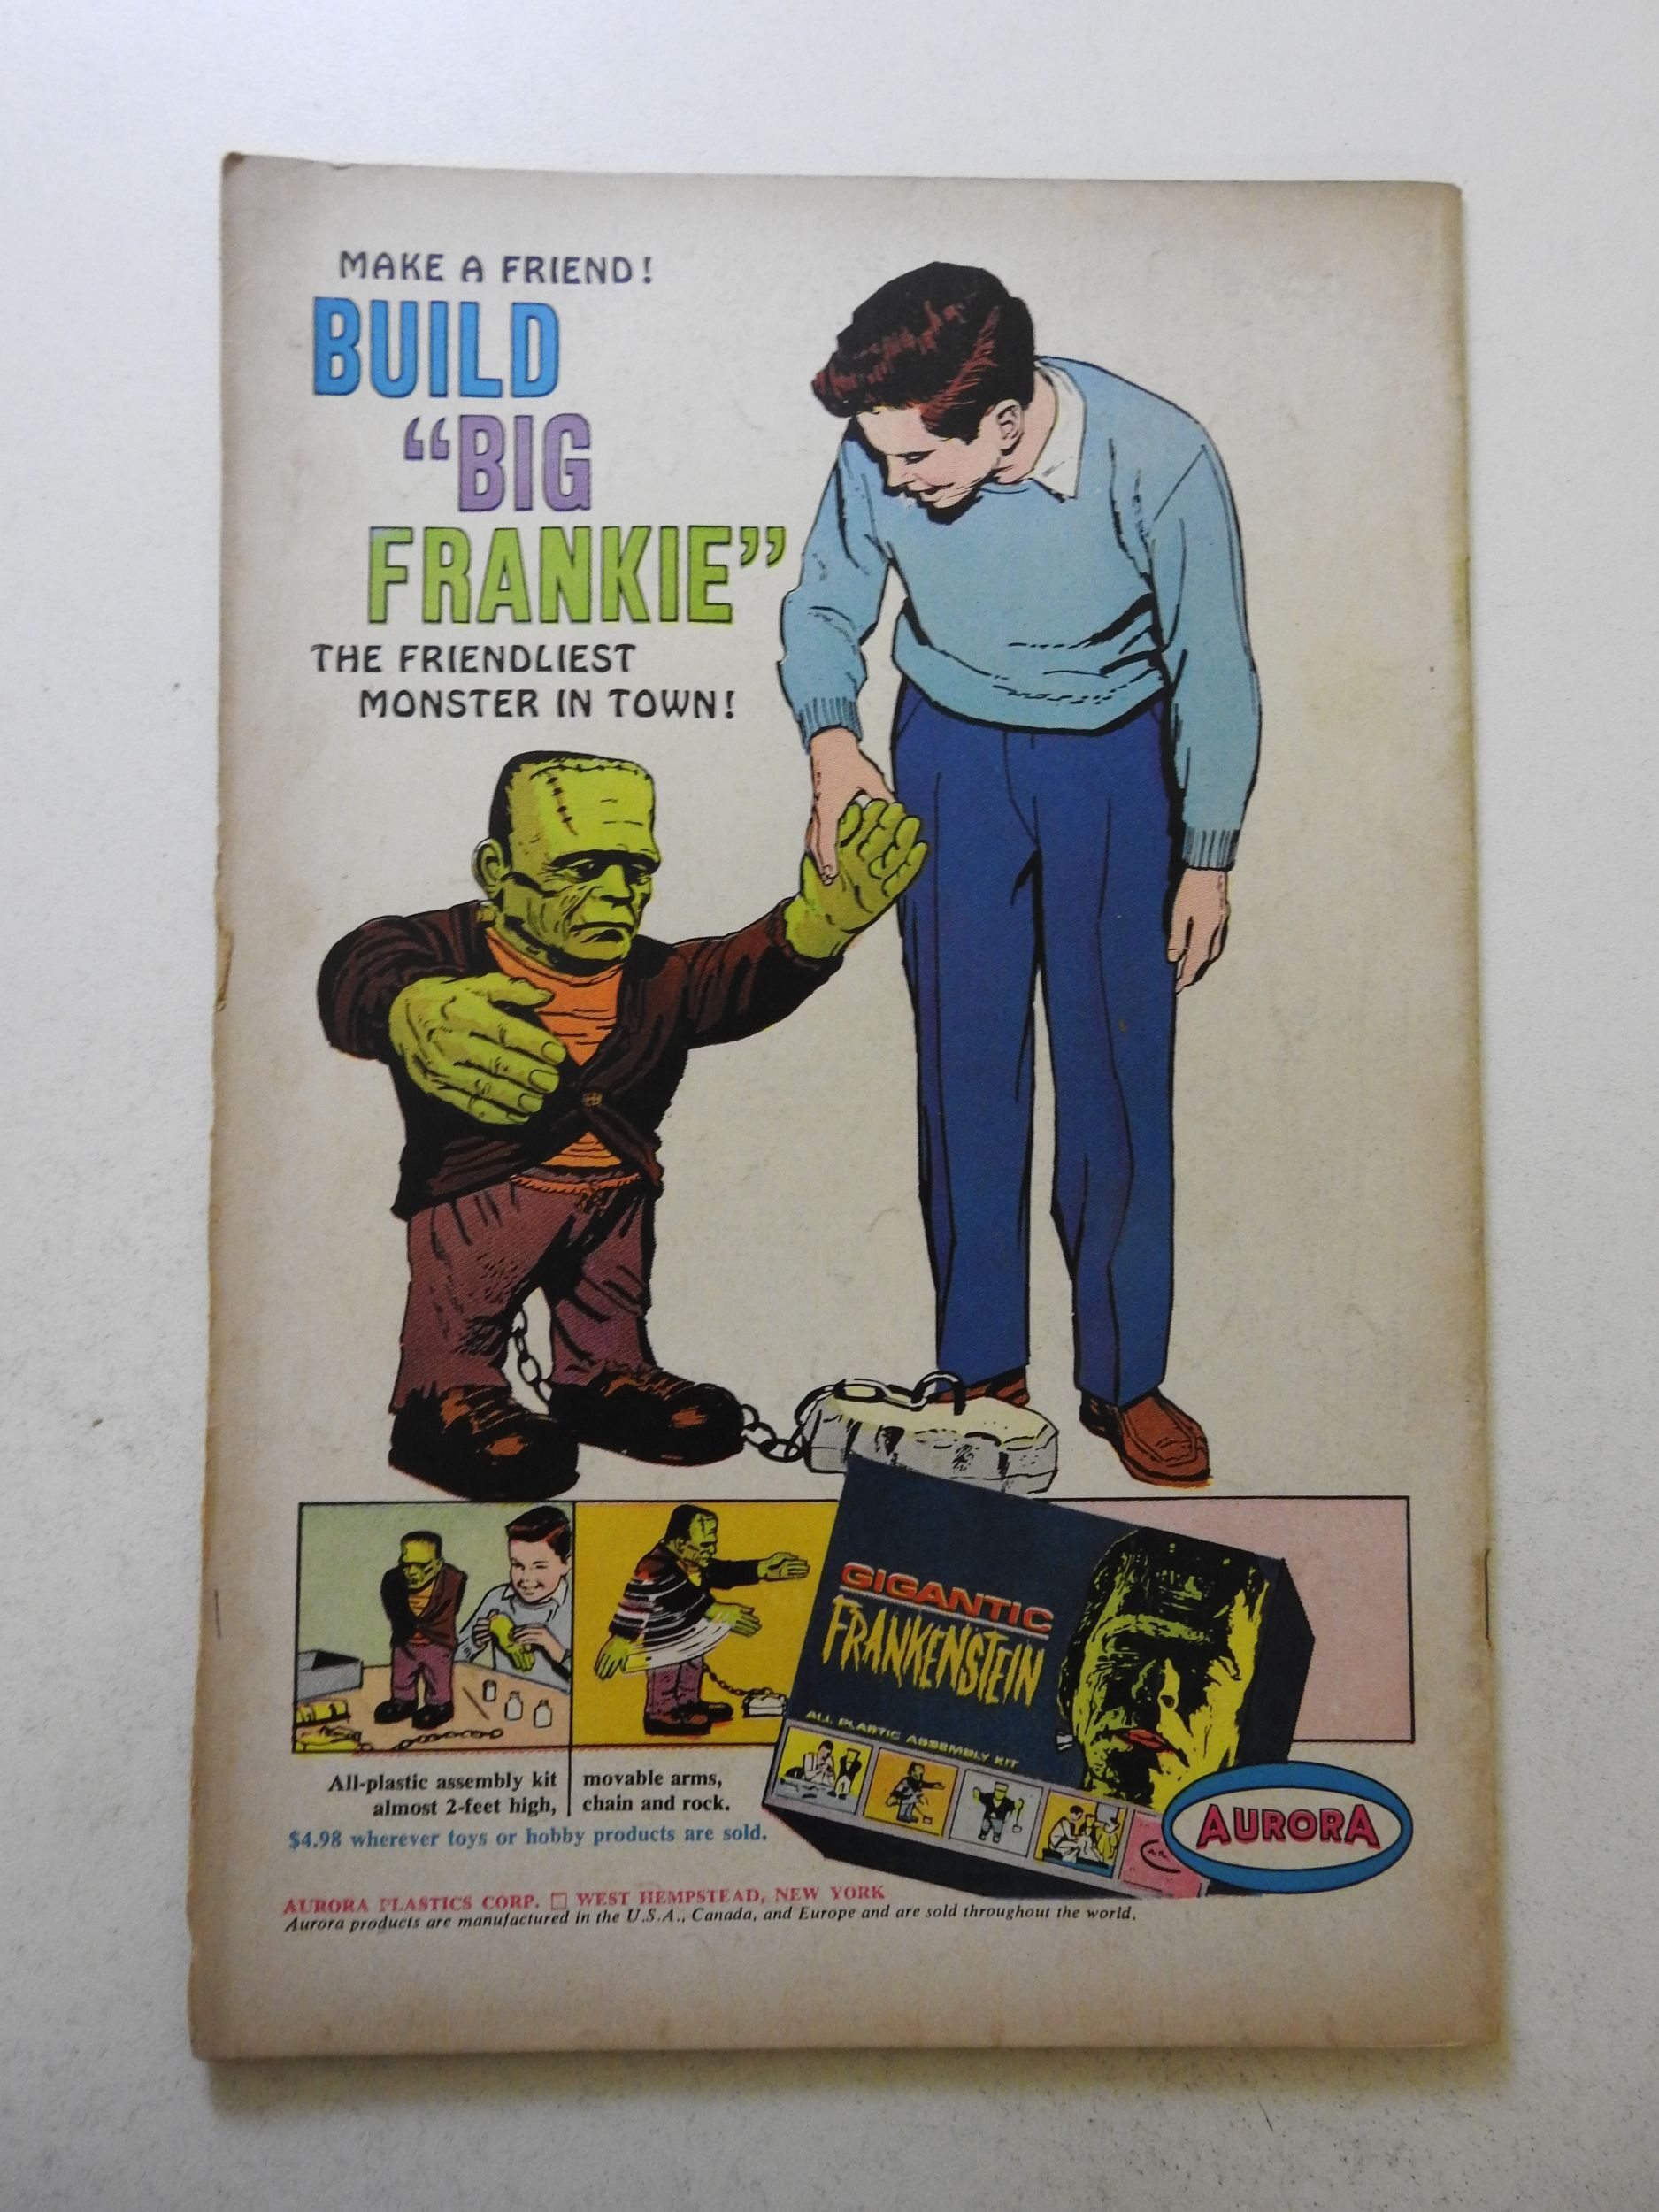 MAKE A FRIEND!
BUILD
“BIG
FRANKIE”
THE FRIENDLIEST
MONSTER IN TOWN!
GIGANTIC
FRANKENSTEIN
ALL PLASTIC ASSEMBLY KIT
AURORA
All-plastic assembly kit
almost 2-feet high,
movable arms,
chain and rock.
$4.98 wherever toys or hobby products are sold.
AURORA PLASTICS CORP. □ WEST HEMPSTEAD, NEW YORK
Aurora products are manufactured in the U.S.A., Canada, and Europe and are sold throughout the world.